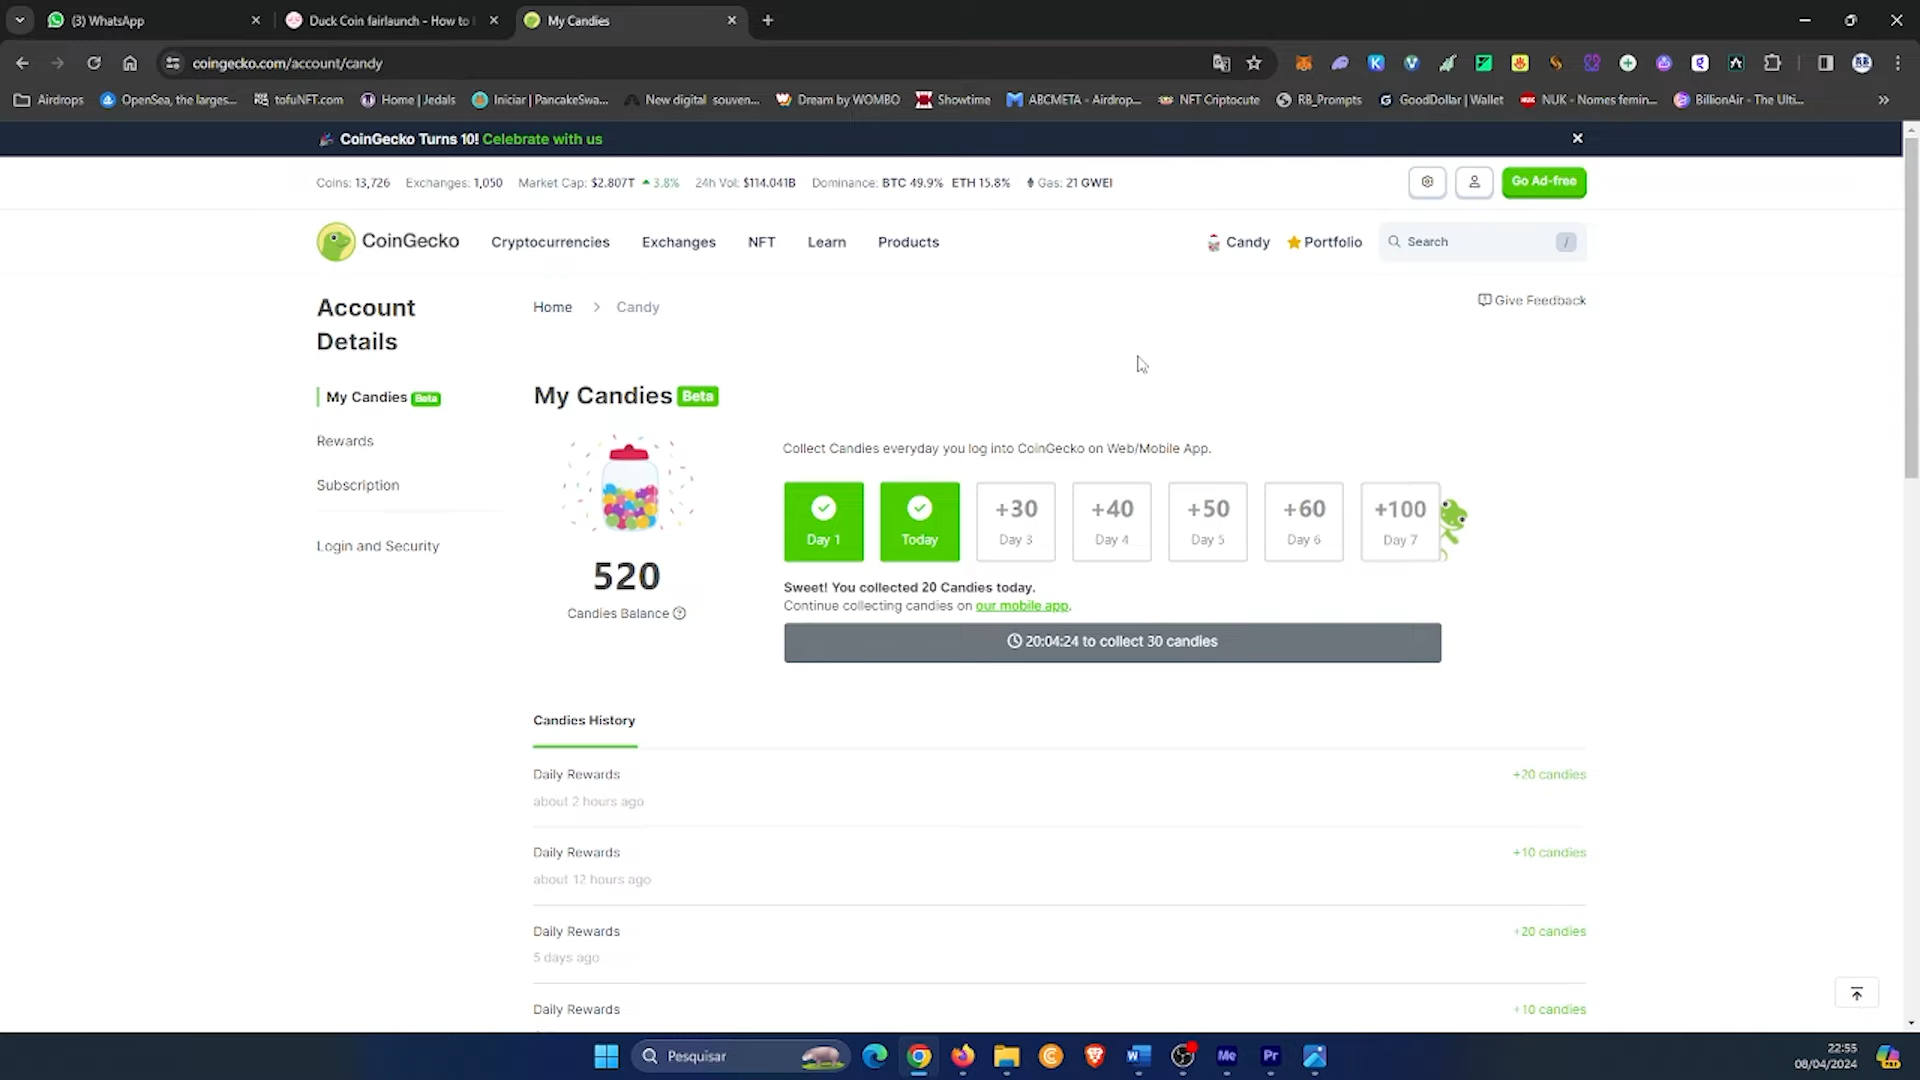 (3) WhatsApp
Duck Coin fairlaunch - How to
My Candies
coingecko.com/account/candy
Airdrops
OpenSea, the larges...
tofuNFT.com
Home | Jedals
Iniciar | PancakeSwa...
New digital souven...
Dream by WOMBO
Showtime
ABCMETA - Airdrop...
NFT Criptocute
RB_Prompts
GoodDollar | Wallet
NUK - Nomes femin...
BillionAir - The Ulti...
CoinGecko Turns 10! Celebrate with us
Coins: 13,726 Exchanges: 1,050 Market Cap: $2.807T 3.8% 24h Vol: $114.041B Dominance: BTC 49.9% ETH 15.8% Gas: 21 GWEI
Go Ad-free
CoinGecko
Cryptocurrencies
Exchanges
NFT
Learn
Products
Candy
Portfolio
Search
/
Account
Details
Home > Candy
Give Feedback
My Candies Beta
Rewards
Subscription
Login and Security
My Candies Beta
520
Candies Balance
Collect Candies everyday you log into CoinGecko on Web/Mobile App.
Day 1
Today
+30
Day 3
+40
Day 4
+50
Day 5
+60
Day 6
+100
Day 7
Sweet! You collected 20 Candies today.
Continue collecting candies on our mobile app.
20:04:24 to collect 30 candies
Candies History
Daily Rewards
+20 candies
about 2 hours ago
Daily Rewards
+10 candies
about 12 hours ago
Daily Rewards
+20 candies
5 days ago
Daily Rewards
+10 candies
Pesquisar
Me
Pr
22:55
08/04/2024